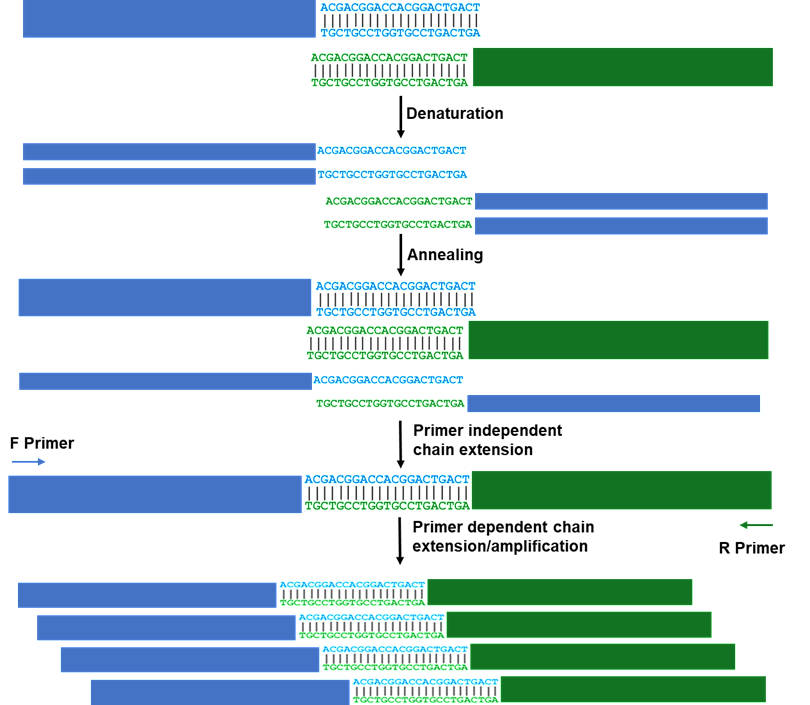 ACGACGGACCACGGACTGACT
TGCTGCCTGGTGCCTGACTGA
ACGACGGACCACGGACTGACT
TGCTGCCTGGTGCCTGACTGA
Denaturation
ACGACGGACCACGGACTGACT
TGCTGCCTGGTGCCTGACTGA
ACGACGGACCACGGACTGACT
TGCTGCCTGGTGCCTGACTGA
Annealing
ACGACGGACCACGGACTGACT
TGCTGCCTGGTGCCTGACTGA
ACGACGGACCACGGACTGACT
TGCTGCCTGGTGCCTGACTGA
ACGACGGACCACGGACTGACT
TGCTGCCTGGTGCCTGACTGA
Primer independent
chain extension
F Primer
ACGACGGACCACGGACTGACT
TGCTGCCTGGTGCCTGACTGA
Primer dependent chain
extension/amplification
R Primer
ACGACGGACCACGGACTGACT
TGCTGCCTGGTGCCTGACTGA
ACGACGGACCACGGACTGACT
TGCTGCCTGGTGCCTGACTGA
ACGACGGACCACGGACTGACT
TGCTGCCTGGTGCCTGACTGA
ACGACGGACCACGGACTGACT
TGCTGCCTGGTGCCTGACTGA